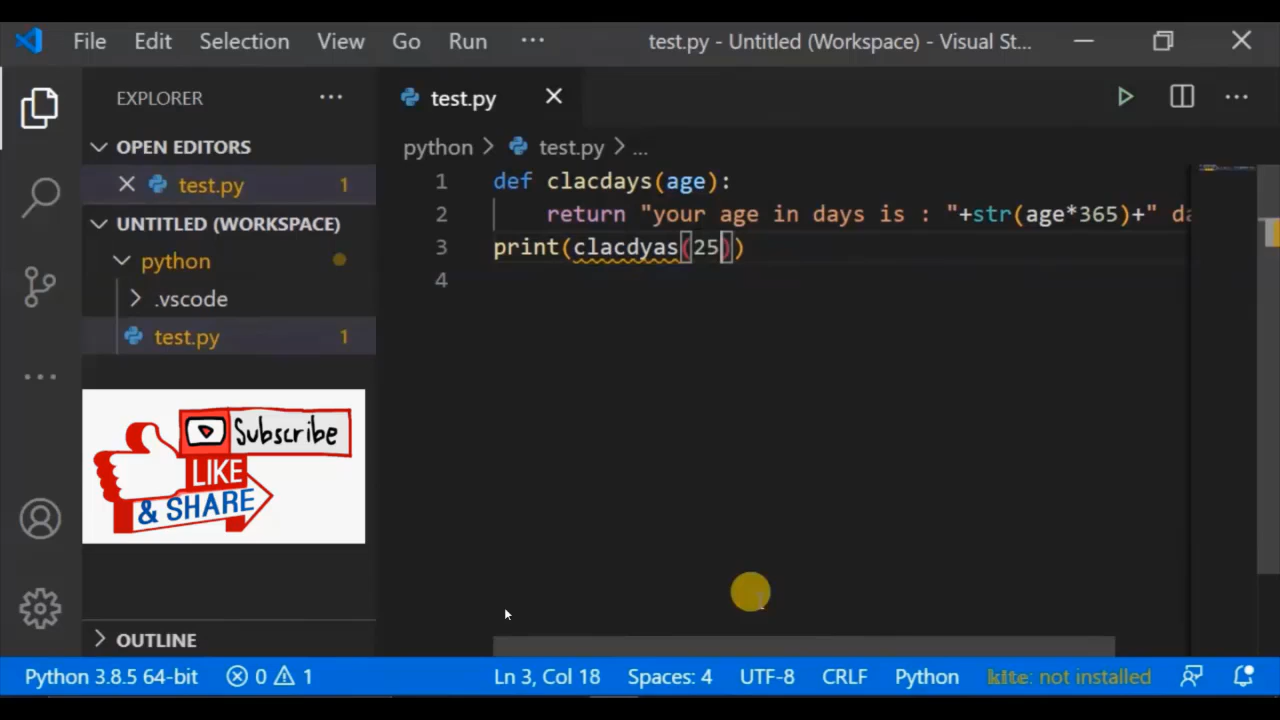 File Edit Selection View Go Run ··· test.py - Untitled (Workspace) - Visual St...
EXPLORER ···
test.py
OPEN EDITORS
python > test.py > ...
test.py 1
1 def clacdays(age):
UNTITLED (WORKSPACE)
2 return "your age in days is : "+str(age*365)+" da
python
3 print(clacdyas(25))
.vscode
4
test.py 1
Subscribe
LIKE
& SHARE
OUTLINE
Python 3.8.5 64-bit 0 1 Ln 3, Col 18 Spaces: 4 UTF-8 CRLF Python kite: not installed